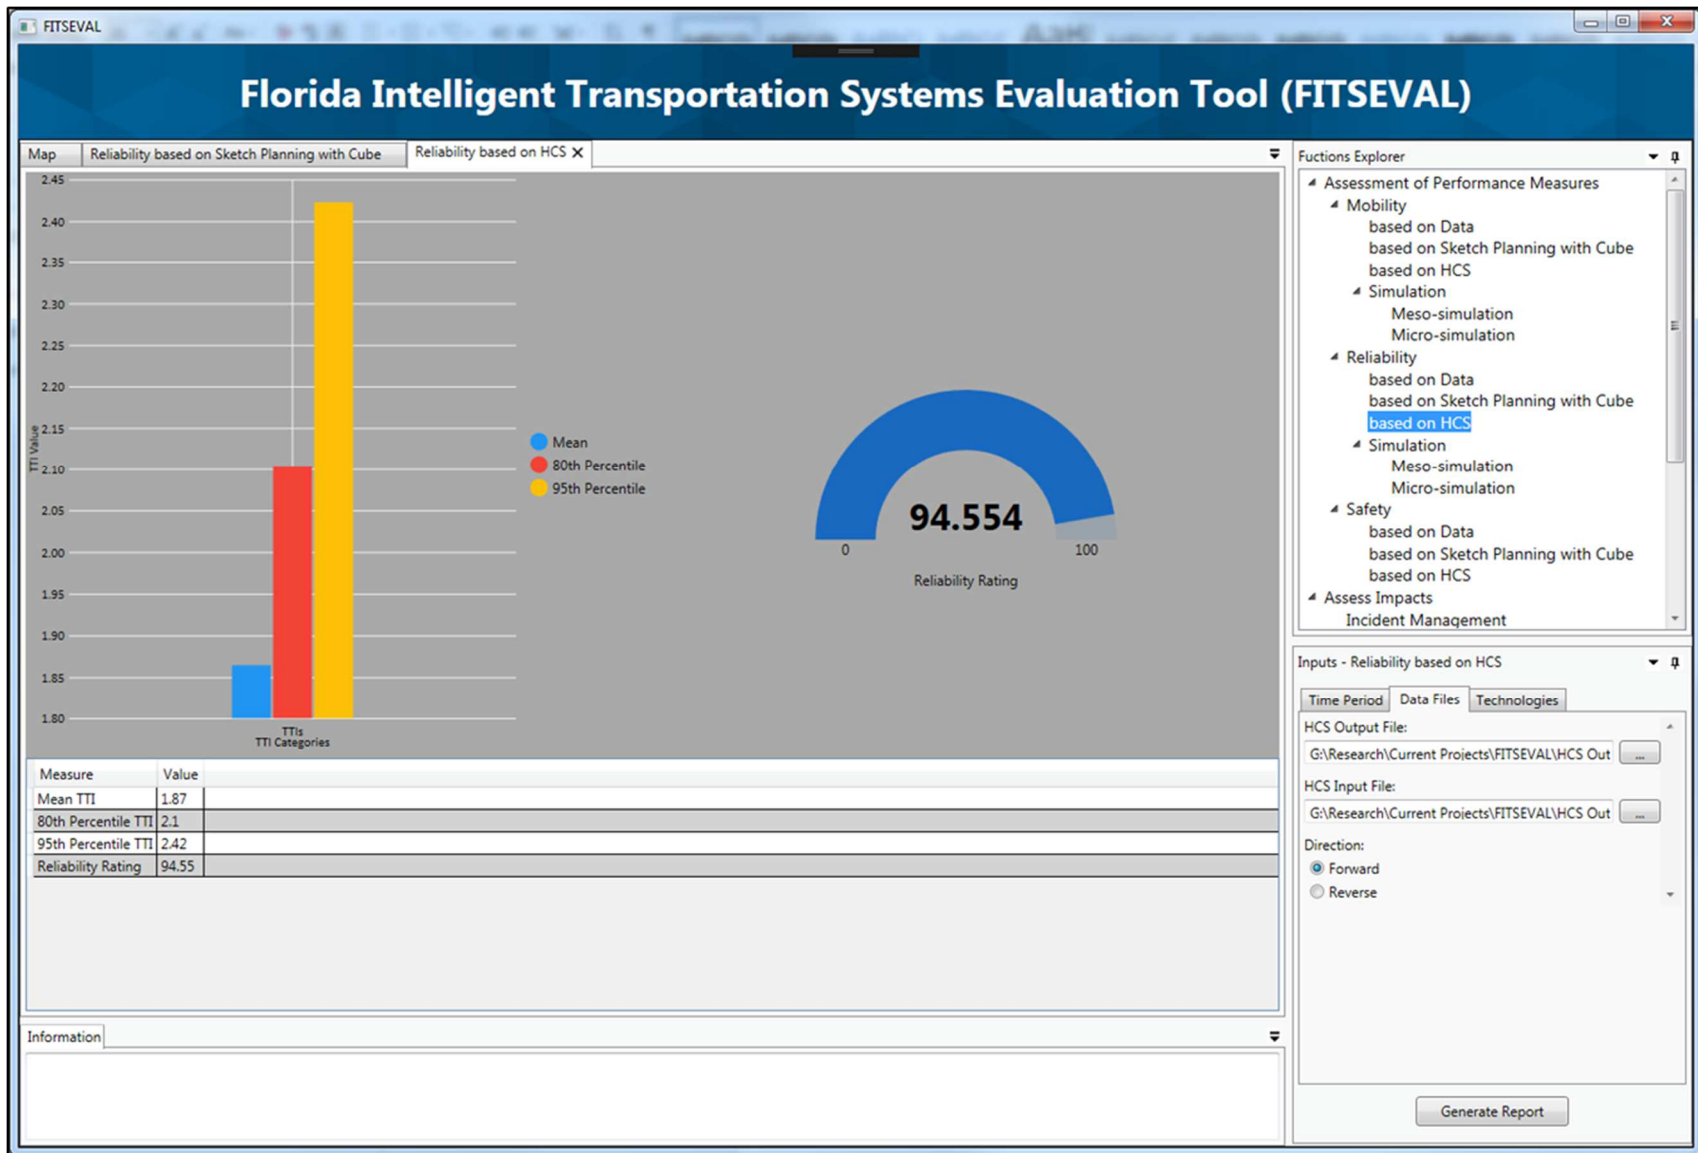 FITSEVAL
Florida Intelligent Transportation Systems Evaluation Tool (FITSEVAL)
Map
Reliability based on Sketch Planning with Cube
Reliability based on HCS
2.45
2.40
2.35
2.30
2.25
2.20
2.15
2.10
2.05
2.00
1.95
1.90
1.85
1.80
TTI Value
TTIs
TTI Categories
Mean
80th Percentile
95th Percentile
94.554
0
100
Reliability Rating
Measure Value
Mean TTI 1.87
80th Percentile TTI 2.1
95th Percentile TTI 2.42
Reliability Rating 94.55
Information
Fuctions Explorer
Assessment of Performance Measures
Mobility
based on Data
based on Sketch Planning with Cube
based on HCS
Simulation
Meso-simulation
Micro-simulation
Reliability
based on Data
based on Sketch Planning with Cube
based on HCS
Simulation
Meso-simulation
Micro-simulation
Safety
based on Data
based on Sketch Planning with Cube
based on HCS
Assess Impacts
Incident Management
Inputs - Reliability based on HCS
Time Period Data Files Technologies
HCS Output File:
G:\Research\Current Projects\FITSEVAL\HCS Out ...
HCS Input File:
G:\Research\Current Projects\FITSEVAL\HCS Out ...
Direction:
Forward
Reverse
Generate Report